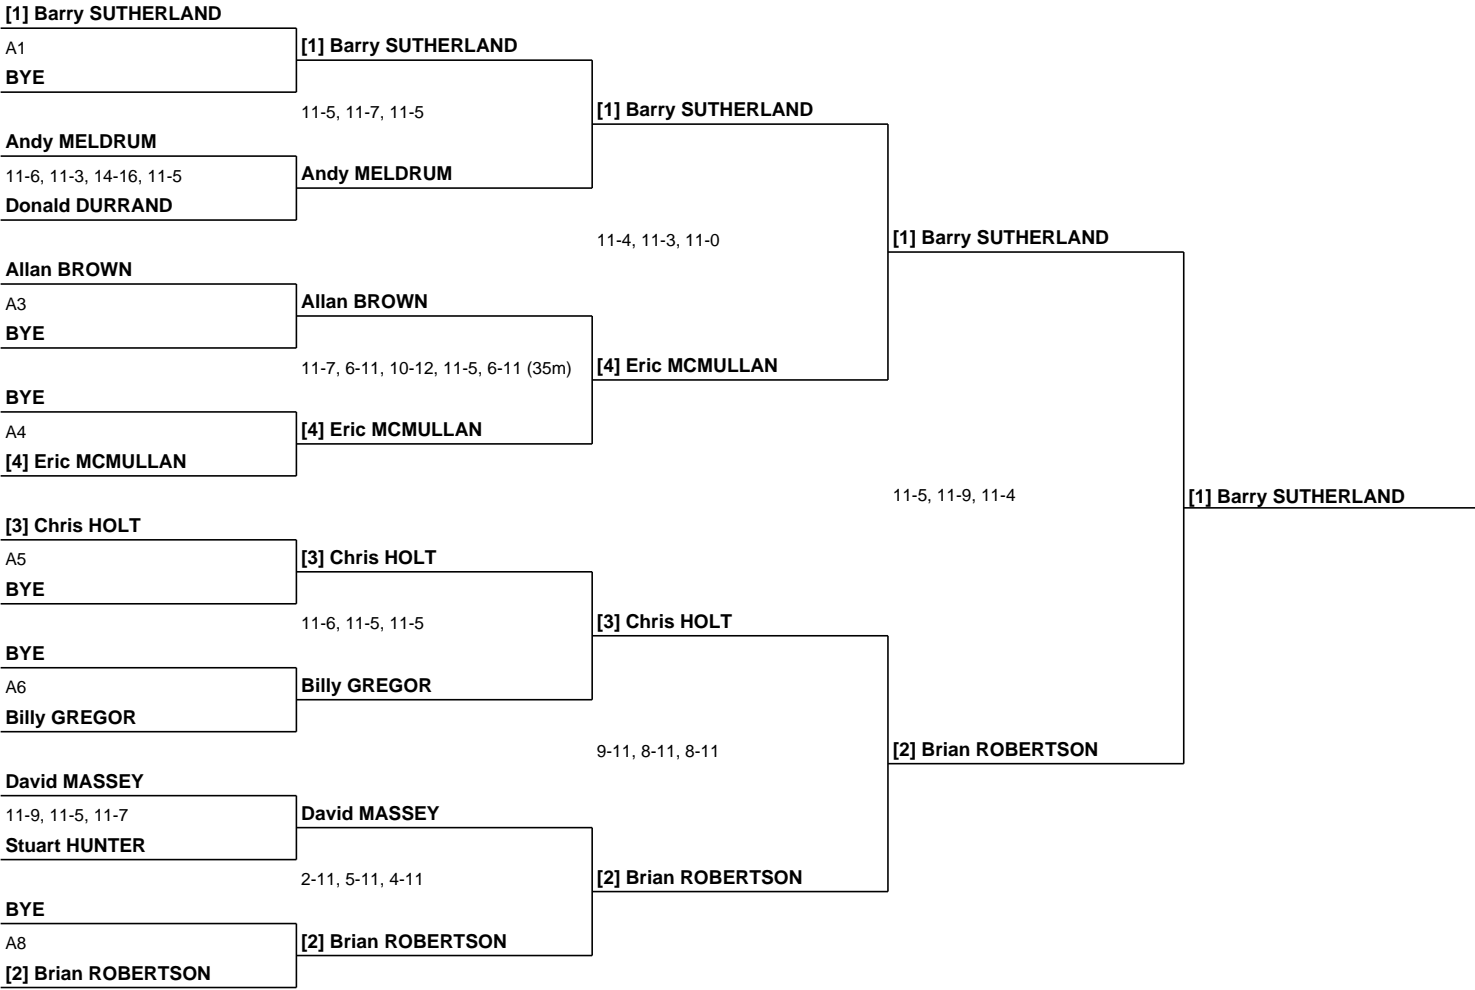 [1] Barry SUTHERLAND
A1
BYE
Andy MELDRUM
11-6, 11-3, 14-16, 11-5
Donald DURRAND
Allan BROWN
A3
BYE
BYE
A4
[4] Eric MCMULLAN
[3] Chris HOLT
A5
BYE
BYE
A6
Billy GREGOR
David MASSEY
11-9, 11-5, 11-7
Stuart HUNTER
BYE
A8
[2] Brian ROBERTSON
[1] Barry SUTHERLAND
11-5, 11-7, 11-5
Andy MELDRUM
Allan BROWN
11-7, 6-11, 10-12, 11-5, 6-11 (35m)
[4] Eric MCMULLAN
[3] Chris HOLT
11-6, 11-5, 11-5
Billy GREGOR
David MASSEY
2-11, 5-11, 4-11
[2] Brian ROBERTSON
[1] Barry SUTHERLAND
11-4, 11-3, 11-0
[4] Eric MCMULLAN
[3] Chris HOLT
9-11, 8-11, 8-11
[2] Brian ROBERTSON
[1] Barry SUTHERLAND
11-5, 11-9, 11-4
[2] Brian ROBERTSON
[1] Barry SUTHERLAND